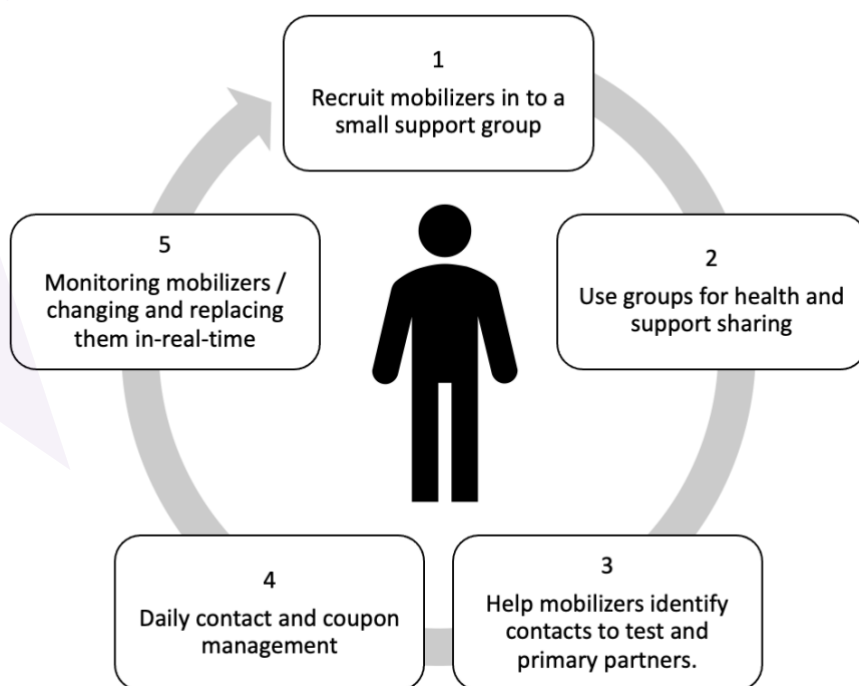 1
Recruit mobilizers in to a
small support group
2
Use groups for health and
support sharing
3
Help mobilizers identify
contacts to test and
primary partners.
4
Daily contact and coupon
management
5
Monitoring mobilizers /
changing and replacing
them in-real-time